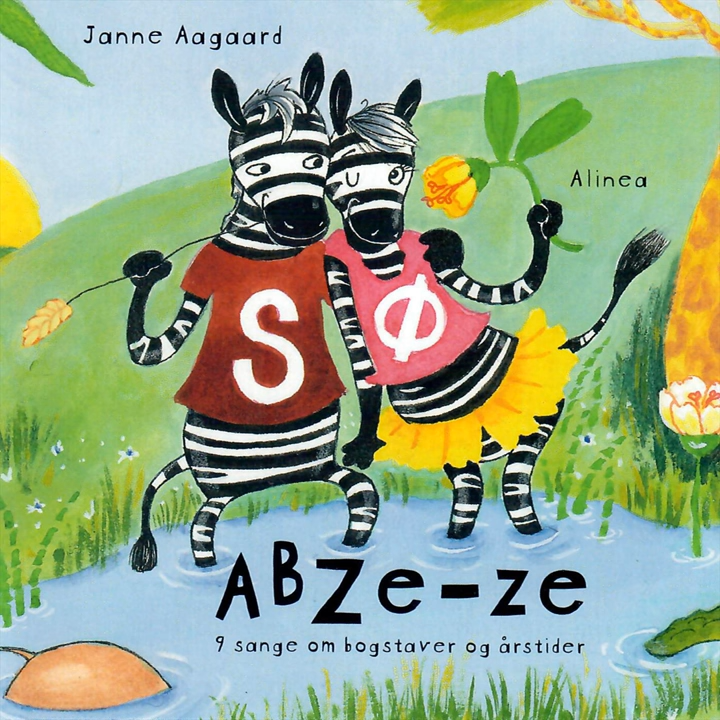 Janne Aagaard
Alinea
S
Ø
ABZe-ze
9 sange om bogstaver og årstider